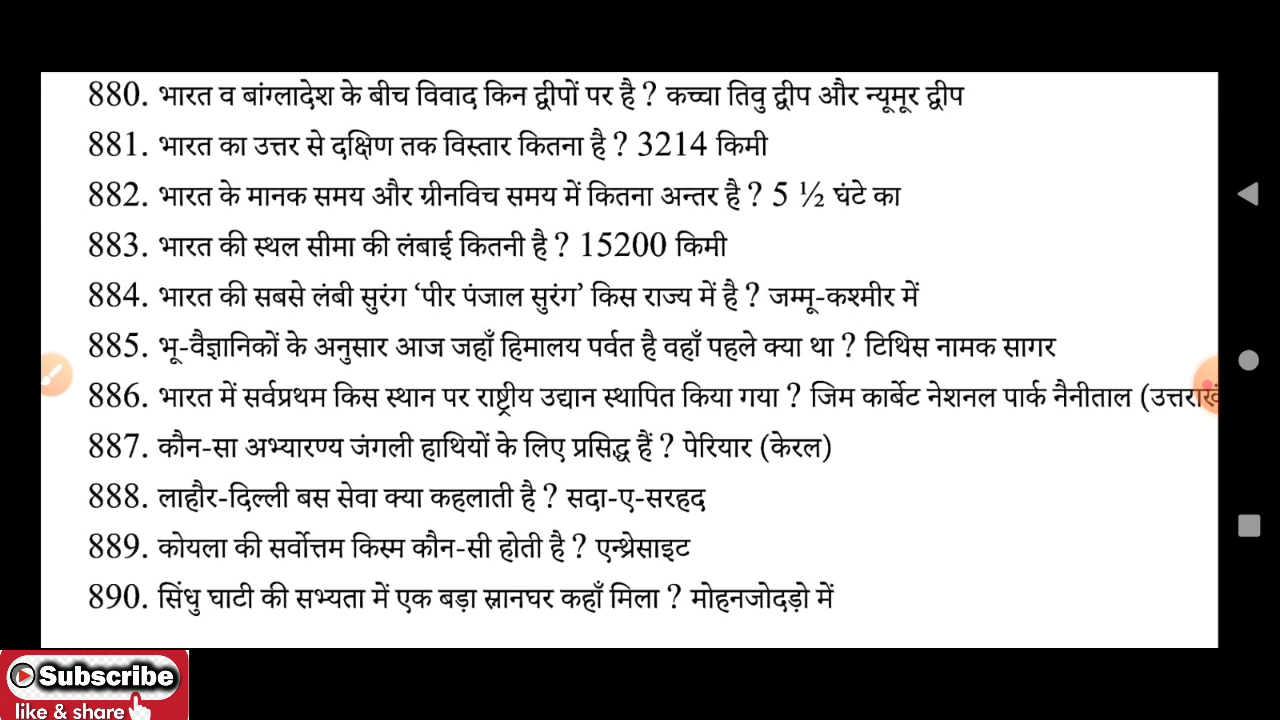 880. भारत व बांग्लादेश के बीच विवाद किन द्वीपों पर है ? कच्चा तिवु द्वीप और न्यूमूर द्वीप
881. भारत का उत्तर से दक्षिण तक विस्तार कितना है ? 3214 किमी
882. भारत के मानक समय और ग्रीनविच समय में कितना अन्तर है ? 5 ½ घंटे का
883. भारत की स्थल सीमा की लंबाई कितनी है ? 15200 किमी
884. भारत की सबसे लंबी सुरंग ‘पीर पंजाल सुरंग’ किस राज्य में है ? जम्मू-कश्मीर में
885. भू-वैज्ञानिकों के अनुसार आज जहाँ हिमालय पर्वत है वहाँ पहले क्या था ? टिथिस नामक सागर
886. भारत में सर्वप्रथम किस स्थान पर राष्ट्रीय उद्यान स्थापित किया गया ? जिम कार्बेट नेशनल पार्क नैनीताल
887. कौन-सा अभ्यारण्य जंगली हाथियों के लिए प्रसिद्ध हैं ? पेरियार (केरल)
888. लाहौर-दिल्ली बस सेवा क्या कहलाती है ? सदा-ए-सरहद
889. कोयला की सर्वोत्तम किस्म कौन-सी होती है ? एन्थ्रेसाइट
890. सिंधु घाटी की सभ्यता में एक बड़ा स्नानघर कहाँ मिला ? मोहनजोदड़ो में
Subscribe
like & share